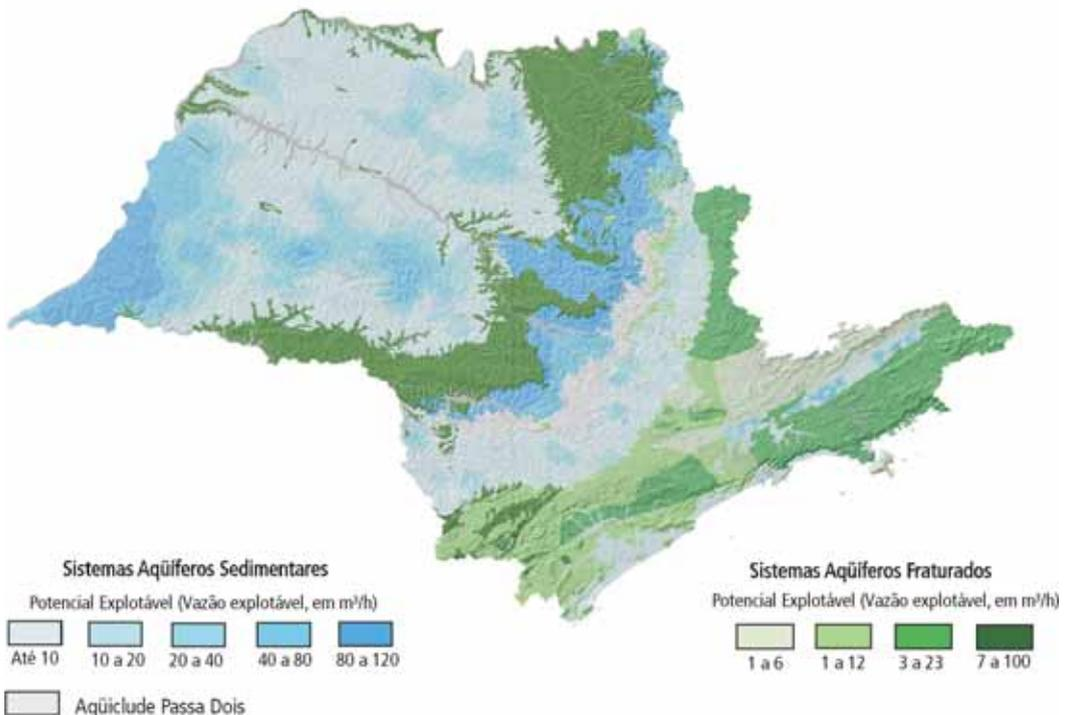 Sistemas Aqüíferos Sedimentares
Potencial Explotável (Vazão explotável, em m³/h)
Até 10
10 a 20
20 a 40
40 a 80
80 a 120
Aqüiclude Passa Dois
Sistemas Aqüíferos Fraturados
Potencial Explotável (Vazão explotável, em m³/h)
1 a 6
1 a 12
3 a 23
7 a 100